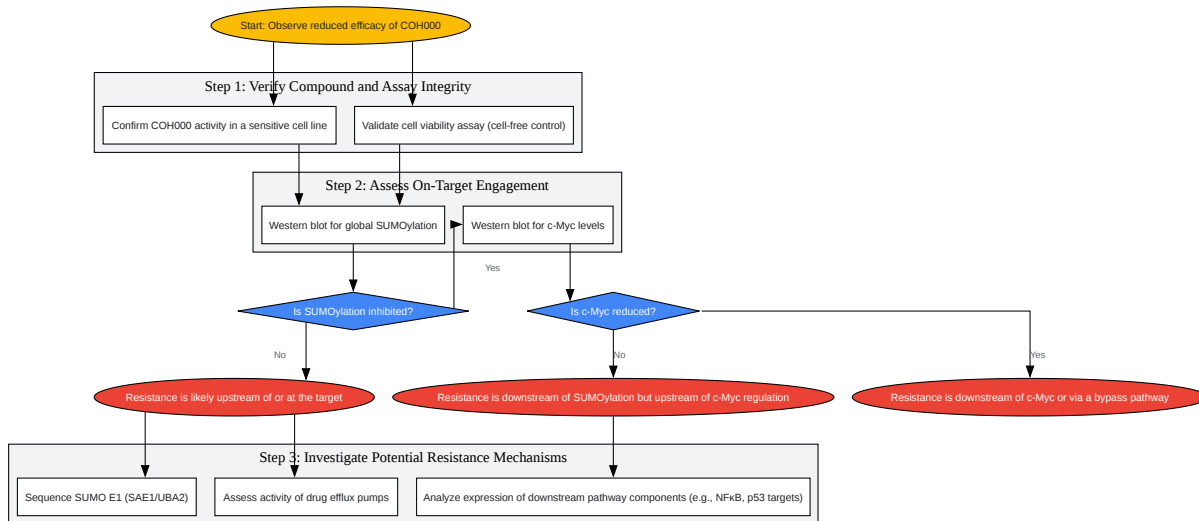 Start: Observe reduced efficacy of COH000
Step 1: Verify Compound and Assay Integrity
Confirm COH000 activity in a sensitive cell line
Validate cell viability assay (cell-free control)
Step 2: Assess On-Target Engagement
Western blot for global SUMOylation
Western blot for c-Myc levels
Yes
Is SUMOylation inhibited?
Is c-Myc reduced?
No
No
Yes
Resistance is likely upstream of or at the target
Resistance is downstream of SUMOylation but upstream of c-Myc regulation
Resistance is downstream of c-Myc or via a bypass pathway
Step 3: Investigate Potential Resistance Mechanisms
Sequence SUMO E1 (SAE1/UBA2)
Assess activity of drug efflux pumps
Analyze expression of downstream pathway components (e.g., NFκB, p53 targets)